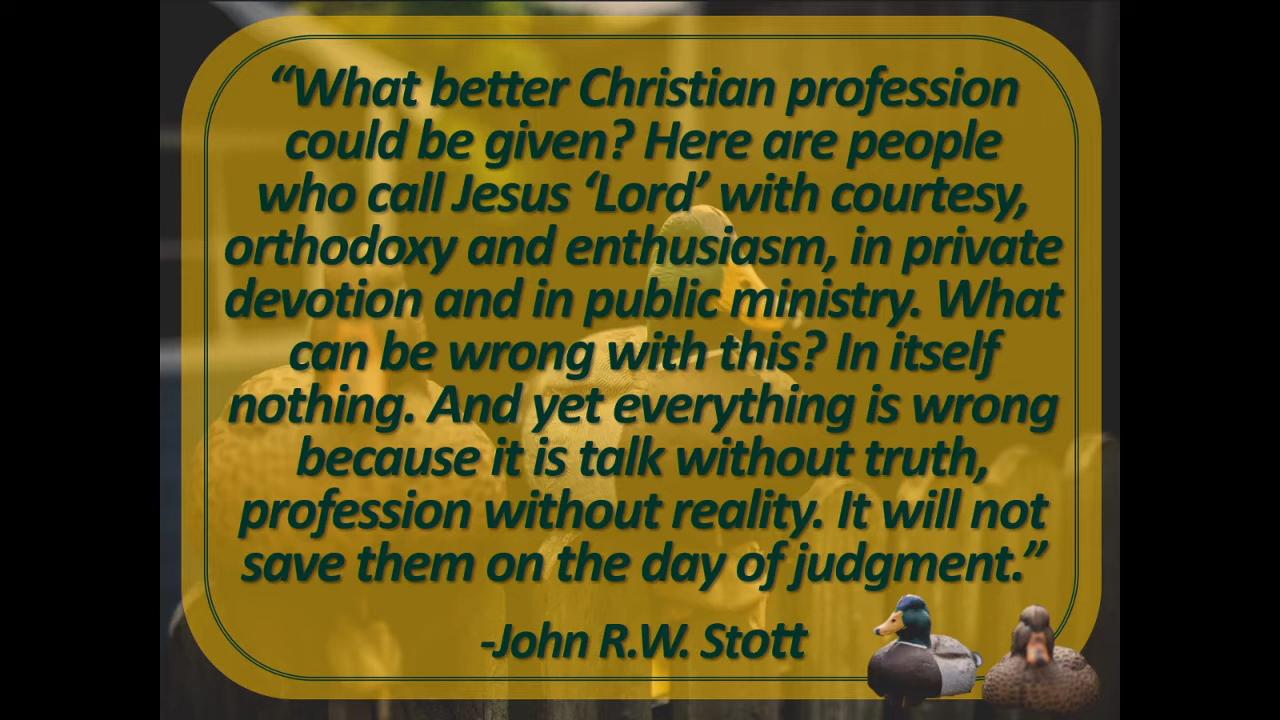 “What better Christian profession
could be given? Here are people
who call Jesus ‘Lord’ with courtesy,
orthodoxy and enthusiasm, in private
devotion and in public ministry. What
can be wrong with this? In itself
nothing. And yet everything is wrong
because it is talk without truth,
profession without reality. It will not
save them on the day of judgment.”
-John R.W. Stott